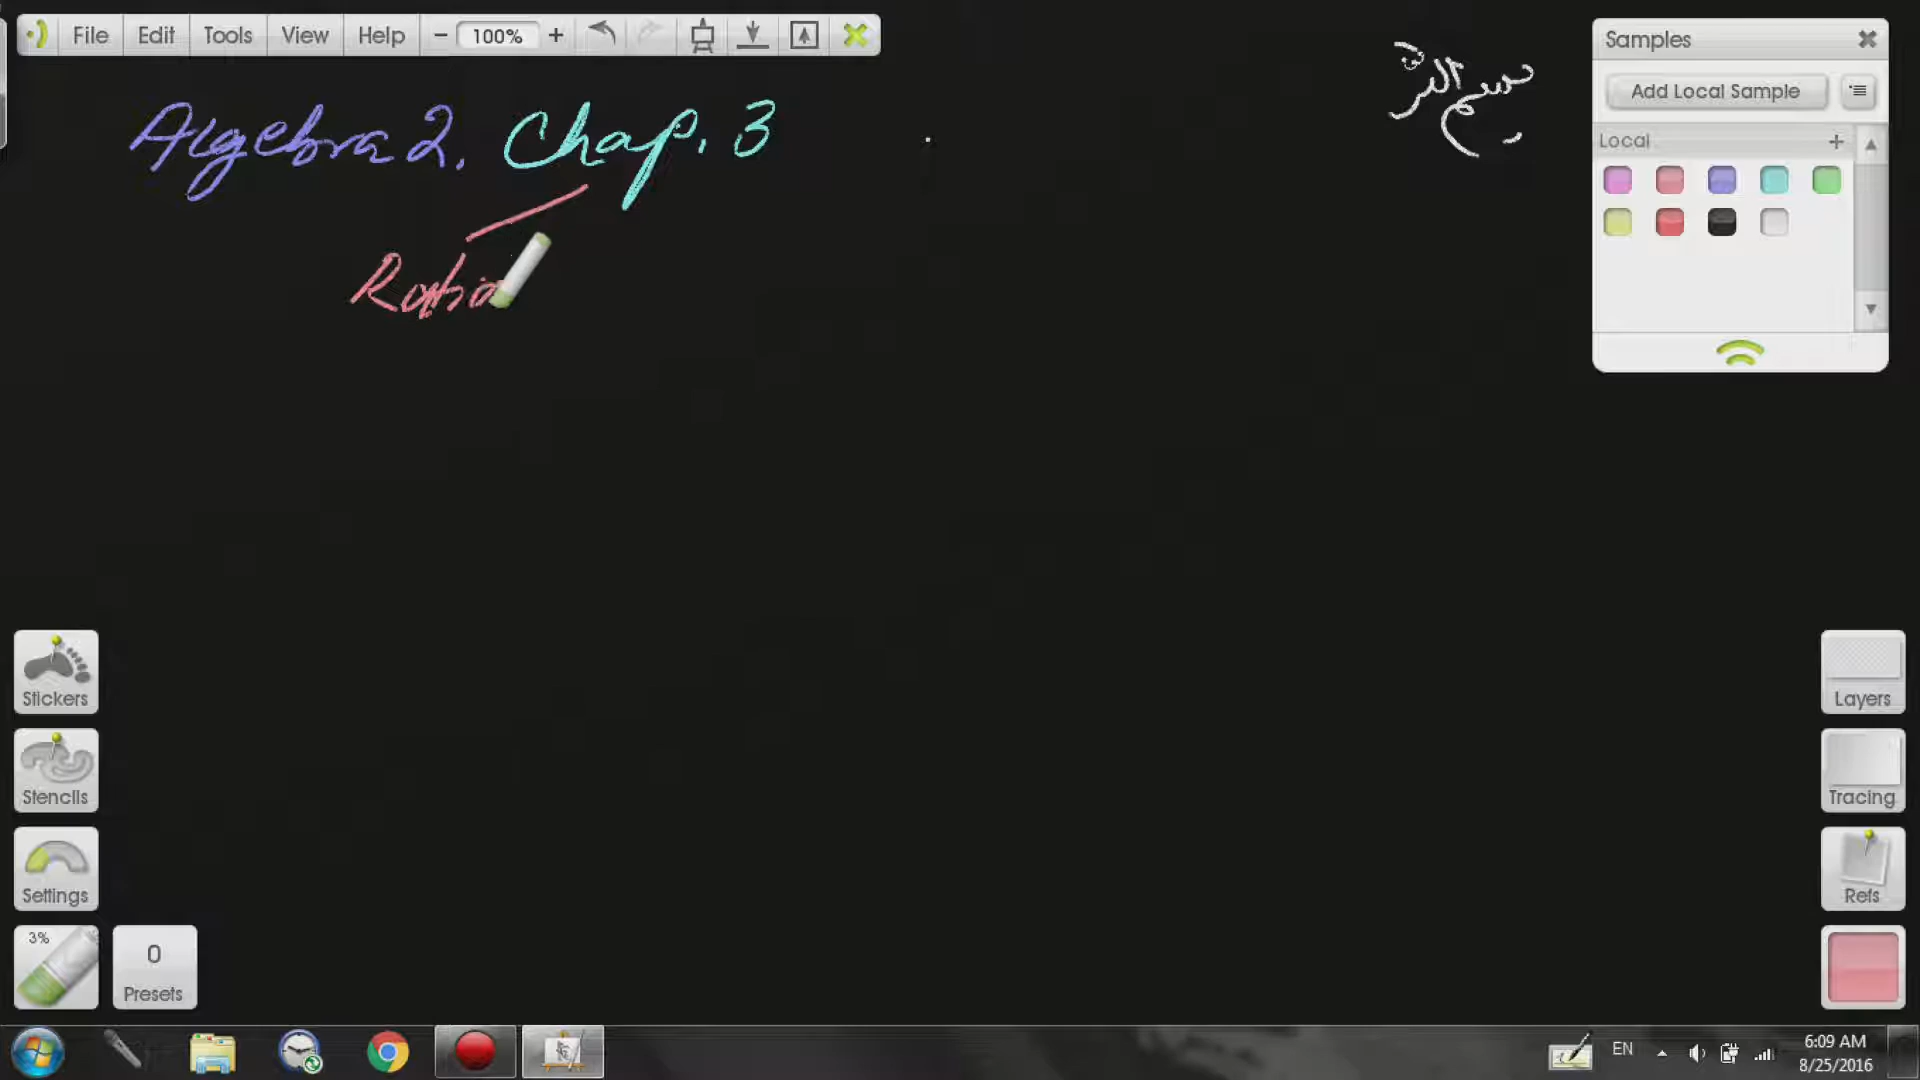 File Edit Tools View Help − 100% +
Samples
Add Local Sample
Local +
Algebra 2. Chap. 3
Ratio
Stickers
Stencils
Settings
3%
0
Presets
Layers
Tracing
Refs
EN
6:09 AM
8/25/2016